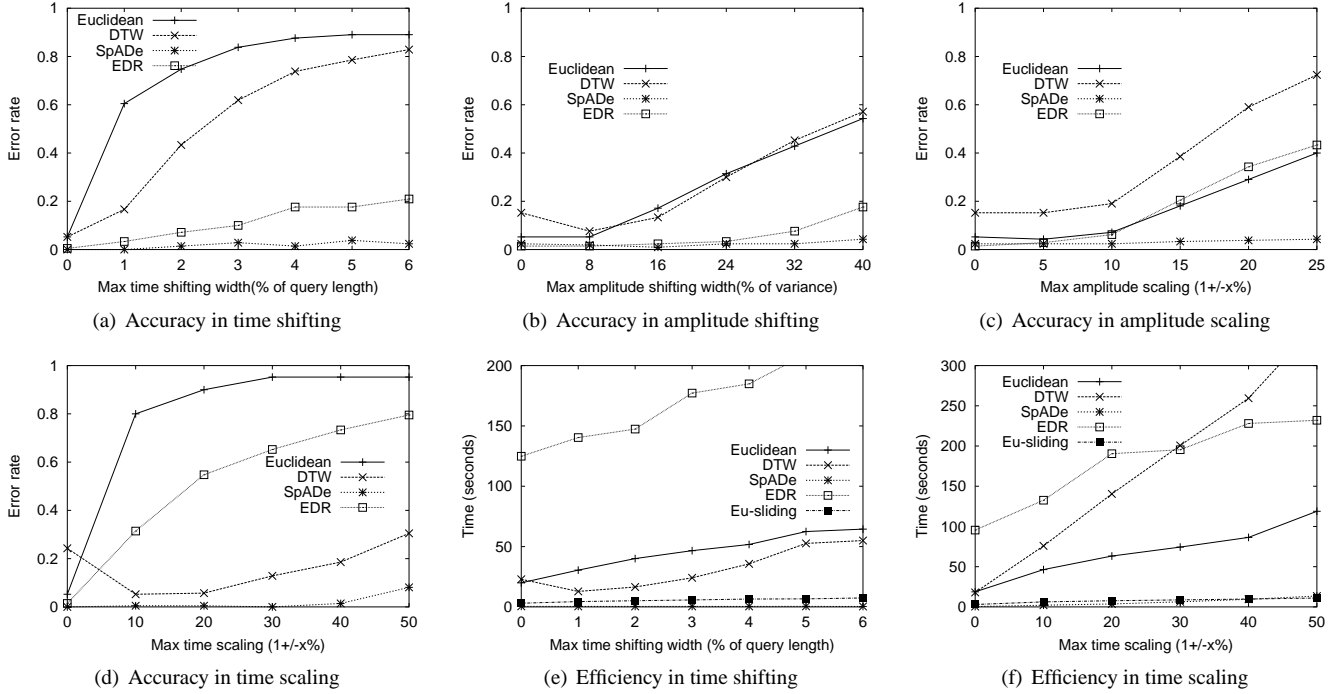 1
0.8
0.6
0.4
0.2
0
Error rate
Euclidean
DTW
SpADe
EDR
0 1 2 3 4 5 6
Max time shifting width(% of query length)
(a) Accuracy in time shifting
1
0.8
0.6
0.4
0.2
0
Error rate
Euclidean
DTW
SpADe
EDR
0 8 16 24 32 40
Max amplitude shifting width(% of variance)
(b) Accuracy in amplitude shifting
1
0.8
0.6
0.4
0.2
0
Error rate
Euclidean
DTW
SpADe
EDR
0 5 10 15 20 25
Max amplitude scaling (1+/-x%)
(c) Accuracy in amplitude scaling
1
0.8
0.6
0.4
0.2
0
Error rate
Euclidean
DTW
SpADe
EDR
0 10 20 30 40 50
Max time scaling (1+/-x%)
(d) Accuracy in time scaling
200
150
100
50
0
Time (seconds)
Euclidean
DTW
SpADe
EDR
Eu-sliding
0 1 2 3 4 5 6
Max time shifting width (% of query length)
(e) Efficiency in time shifting
300
250
200
150
100
50
0
Time (seconds)
Euclidean
DTW
SpADe
EDR
Eu-sliding
0 10 20 30 40 50
Max time scaling (1+/-x%)
(f) Efficiency in time scaling